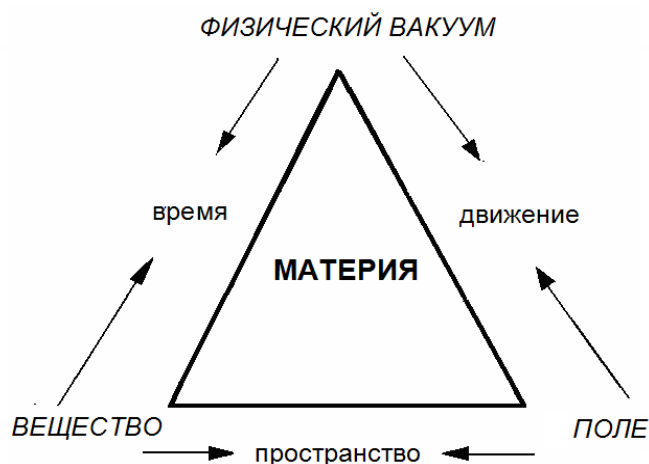 ФИЗИЧЕСКИЙ ВАКУУМ
время
движение
МАТЕРИЯ
ВЕЩЕСТВО
ПОЛЕ
пространство